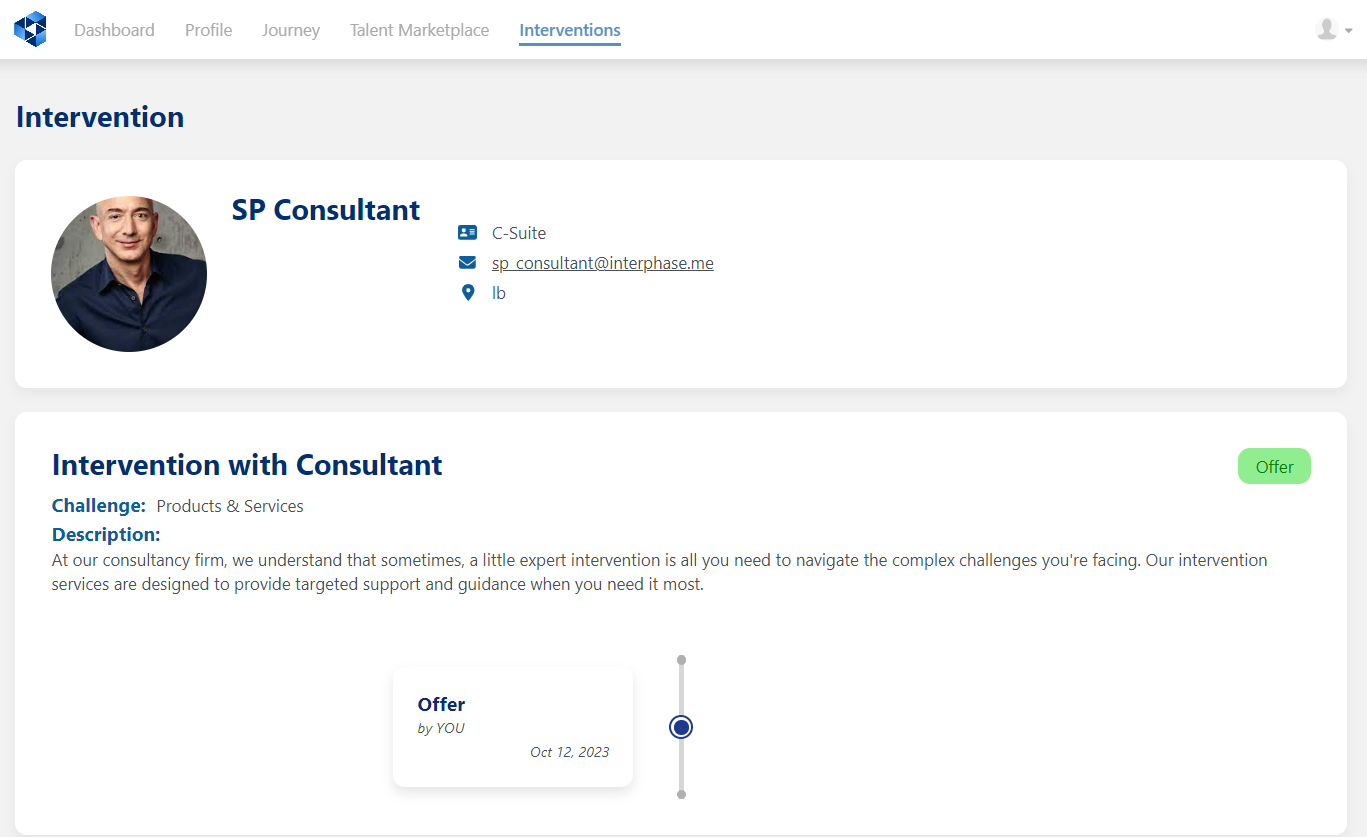 Dashboard Profile Journey Talent Marketplace Interventions
Intervention
SP Consultant
C-Suite
sp_consultant@interphase.me
lb
Intervention with Consultant
Offer
Challenge: Products & Services
Description:
At our consultancy firm, we understand that sometimes, a little expert intervention is all you need to navigate the complex challenges you're facing. Our intervention
services are designed to provide targeted support and guidance when you need it most.
Offer
by YOU
Oct 12, 2023